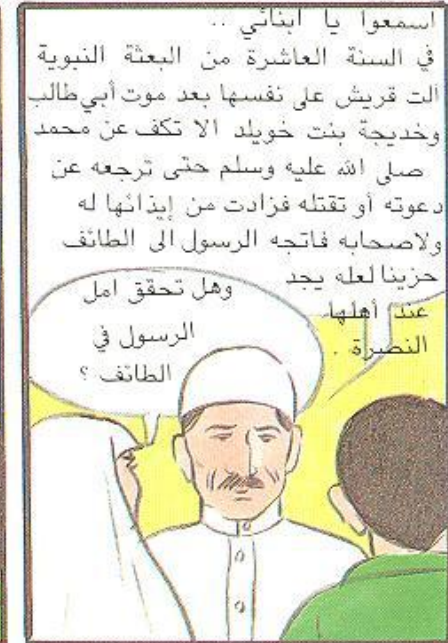 اسمعوا يا ابنائي ..
في السنة العاشرة من البعثة النبوية
آلت قريش على نفسها بعد موت أبي طالب
وخديجة بنت خويلد الا تكف عن محمد
صلى الله عليه وسلم حتى ترجعه عن
دعوته أو تقتله فزادت من إيذائها له
ولاصحابه فاتجه الرسول الى الطائف
حزينا لعله يجد
عند أهلها
النصرة .
وهل تحقق امل
الرسول في
الطائف ؟